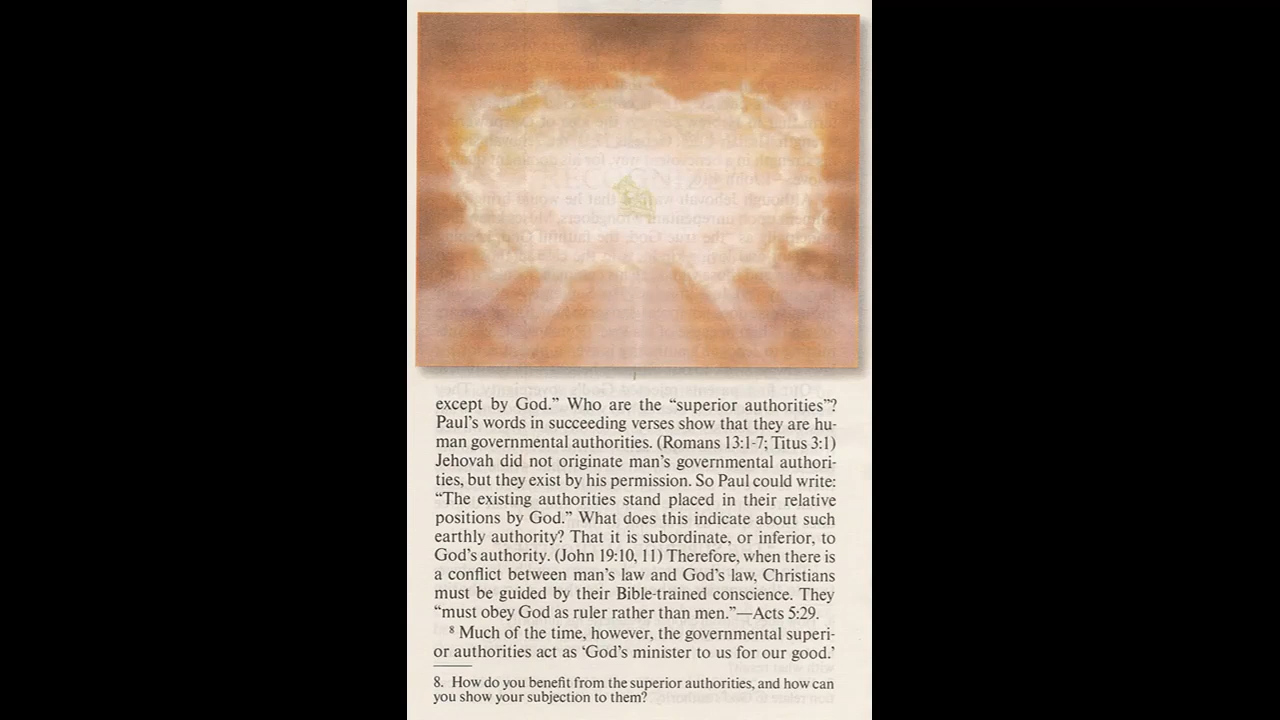 except by God.” Who are the “superior authorities”?
Paul’s words in succeeding verses show that they are hu-
man governmental authorities. (Romans 13:1-7; Titus 3:1)
Jehovah did not originate man’s governmental authori-
ties, but they exist by his permission. So Paul could write:
“The existing authorities stand placed in their relative
positions by God.” What does this indicate about such
earthly authority? That it is subordinate, or inferior, to
God’s authority. (John 19:10, 11) Therefore, when there is
a conflict between man’s law and God’s law, Christians
must be guided by their Bible-trained conscience. They
“must obey God as ruler rather than men.”—Acts 5:29.
8 Much of the time, however, the governmental superi-
or authorities act as ‘God’s minister to us for our good.’
8. How do you benefit from the superior authorities, and how can
you show your subjection to them?